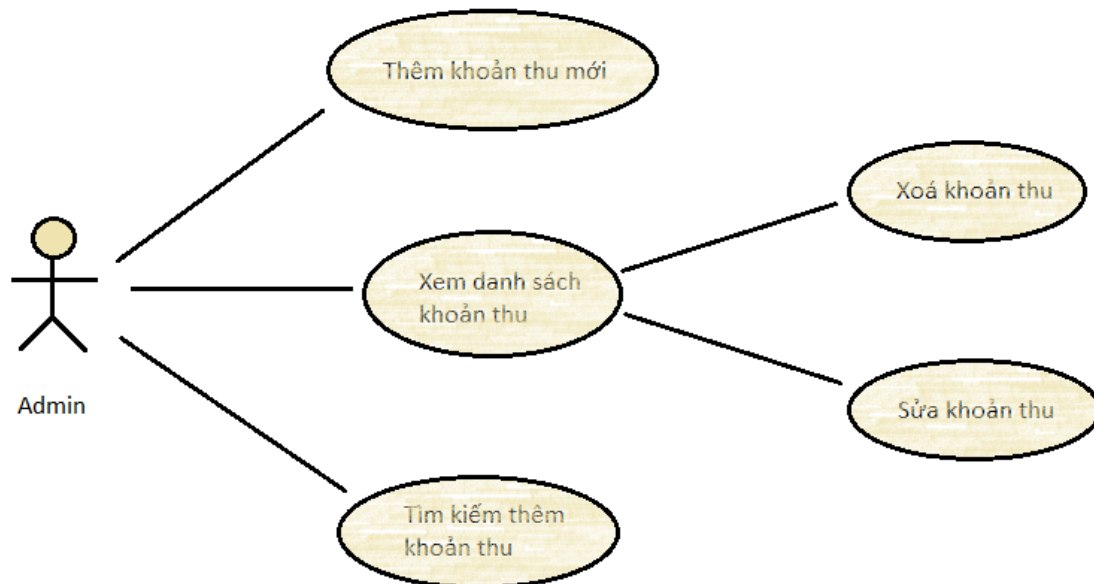 Thêm khoản thu mới
Xoá khoản thu
Xem danh sách
khoản thu
Admin
Sửa khoản thu
Tìm kiếm thêm
khoản thu